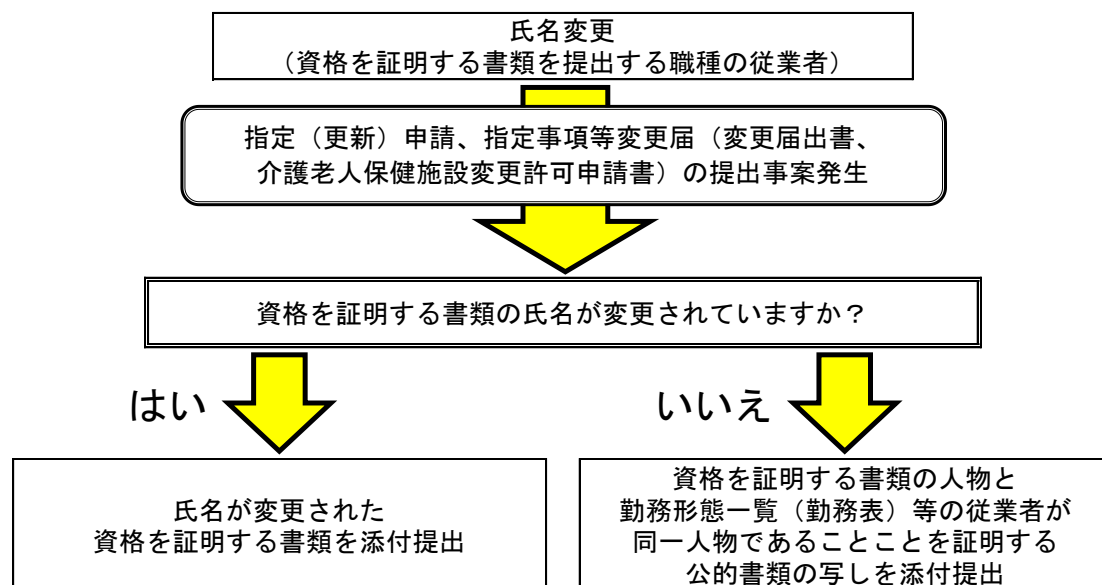 氏名変更
（資格を証明する書類を提出する職種の従業者）
指定（更新）申請、指定事項等変更届（変更届出書、
介護老人保健施設変更許可申請書）の提出事案発生
資格を証明する書類の氏名が変更されていますか？
はい
いいえ
氏名が変更された
資格を証明する書類を添付提出
資格を証明する書類の人物と
勤務形態一覧（勤務表）等の従業者が
同一人物であることことを証明する
公的書類の写しを添付提出